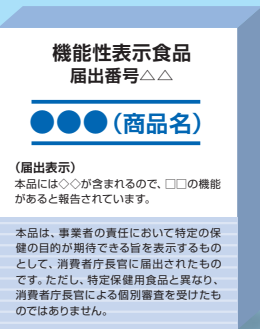 機能性表示食品
届出番号△△
●●●(商品名)
(届出表示)
本品には◇◇が含まれるので、□□の機能
があると報告されています。
本品は、事業者の責任において特定の保
健の目的が期待できる旨を表示するもの
として、消費者庁長官に届出されたもの
です。ただし、特定保健用食品と異なり、
消費者庁長官による個別審査を受けたも
のではありません。